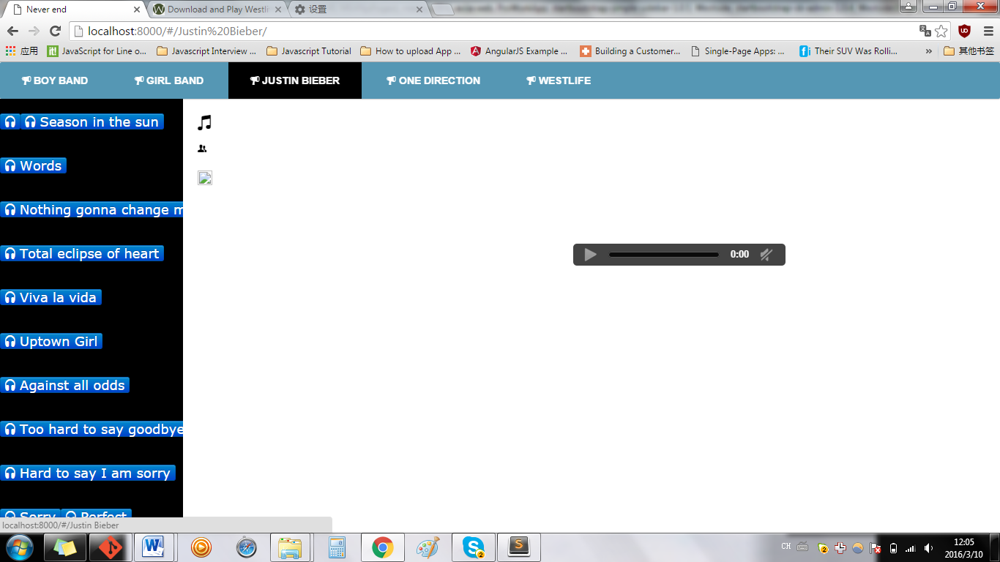 Never end
Download and Play Westli
设置
localhost:8000/#/Justin%20Bieber/
应用
it!
JavaScript for Line o...
Javascript Interview ...
Javascript Tutorial
How to upload App ...
AngularJS Example ...
Building a Customer...
Single-Page Apps: ...
Their SUV Was Rolli...
»
其他书签
BOY BAND
GIRL BAND
JUSTIN BIEBER
ONE DIRECTION
WESTLIFE
Season in the sun
Words
Nothing gonna change m
Total eclipse of heart
0:00
Viva la vida
Uptown Girl
Against all odds
Too hard to say goodbye
Hard to say I am sorry
Sorry
Perfect
localhost:8000/#/Justin Bieber
CH
12:05
2016/3/10